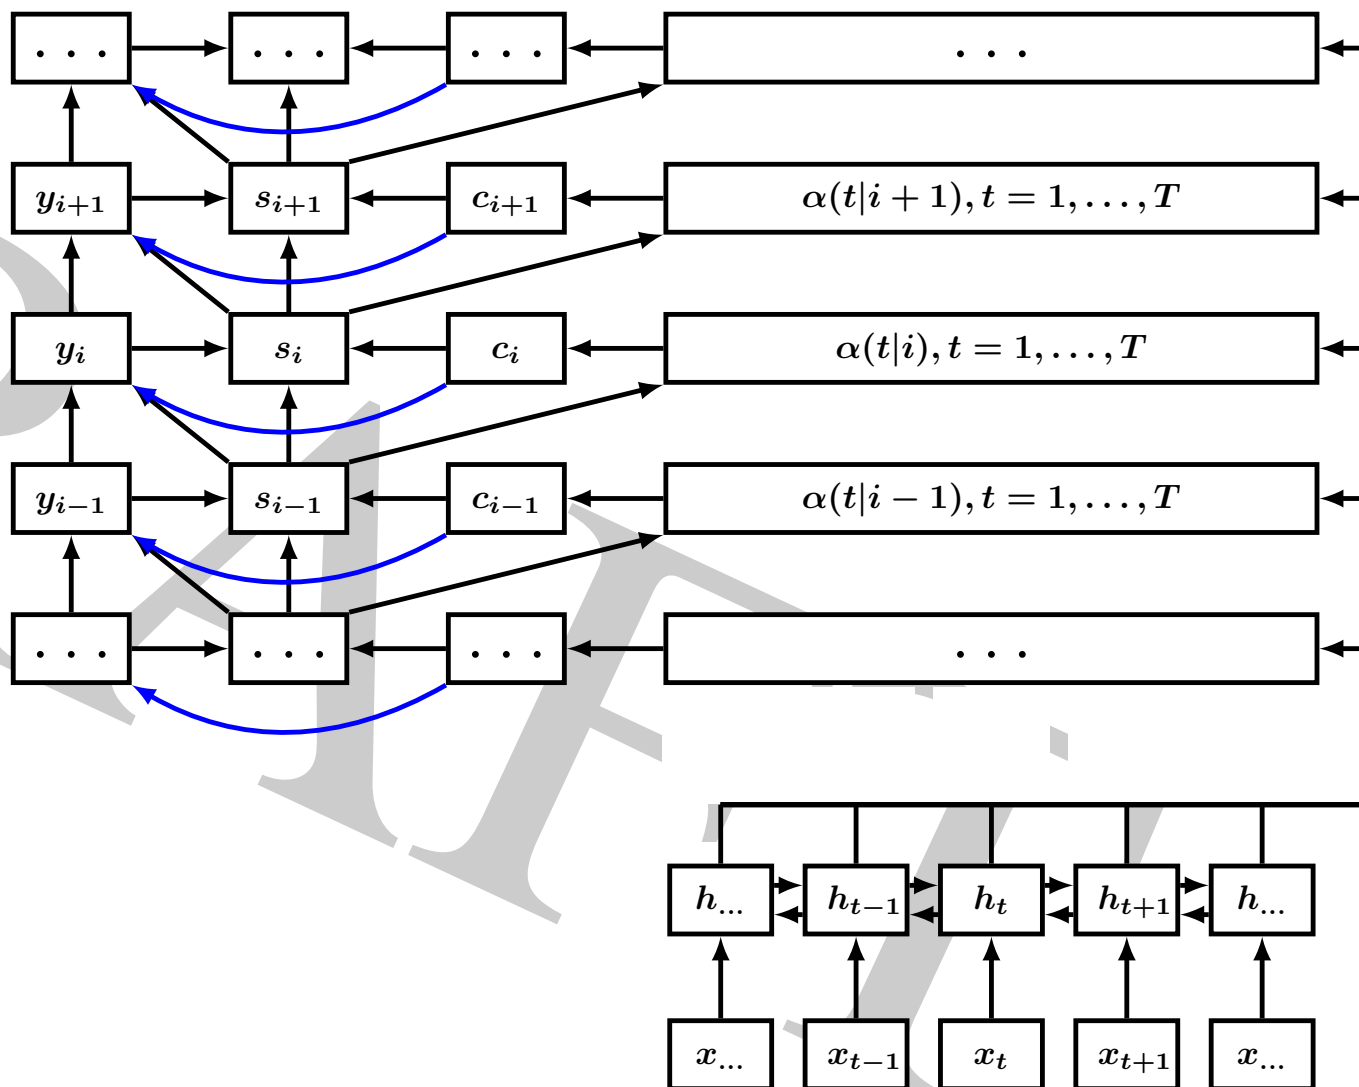 . . . . . . . . . . . .
y_{i+1} s_{i+1} c_{i+1} α(t|i + 1), t = 1, . . . , T
y_i s_i c_i α(t|i), t = 1, . . . , T
y_{i−1} s_{i−1} c_{i−1} α(t|i − 1), t = 1, . . . , T
. . . . . . . . . . . .
h_{...} h_{t−1} h_t h_{t+1} h_{...}
x_{...} x_{t−1} x_t x_{t+1} x_{...}